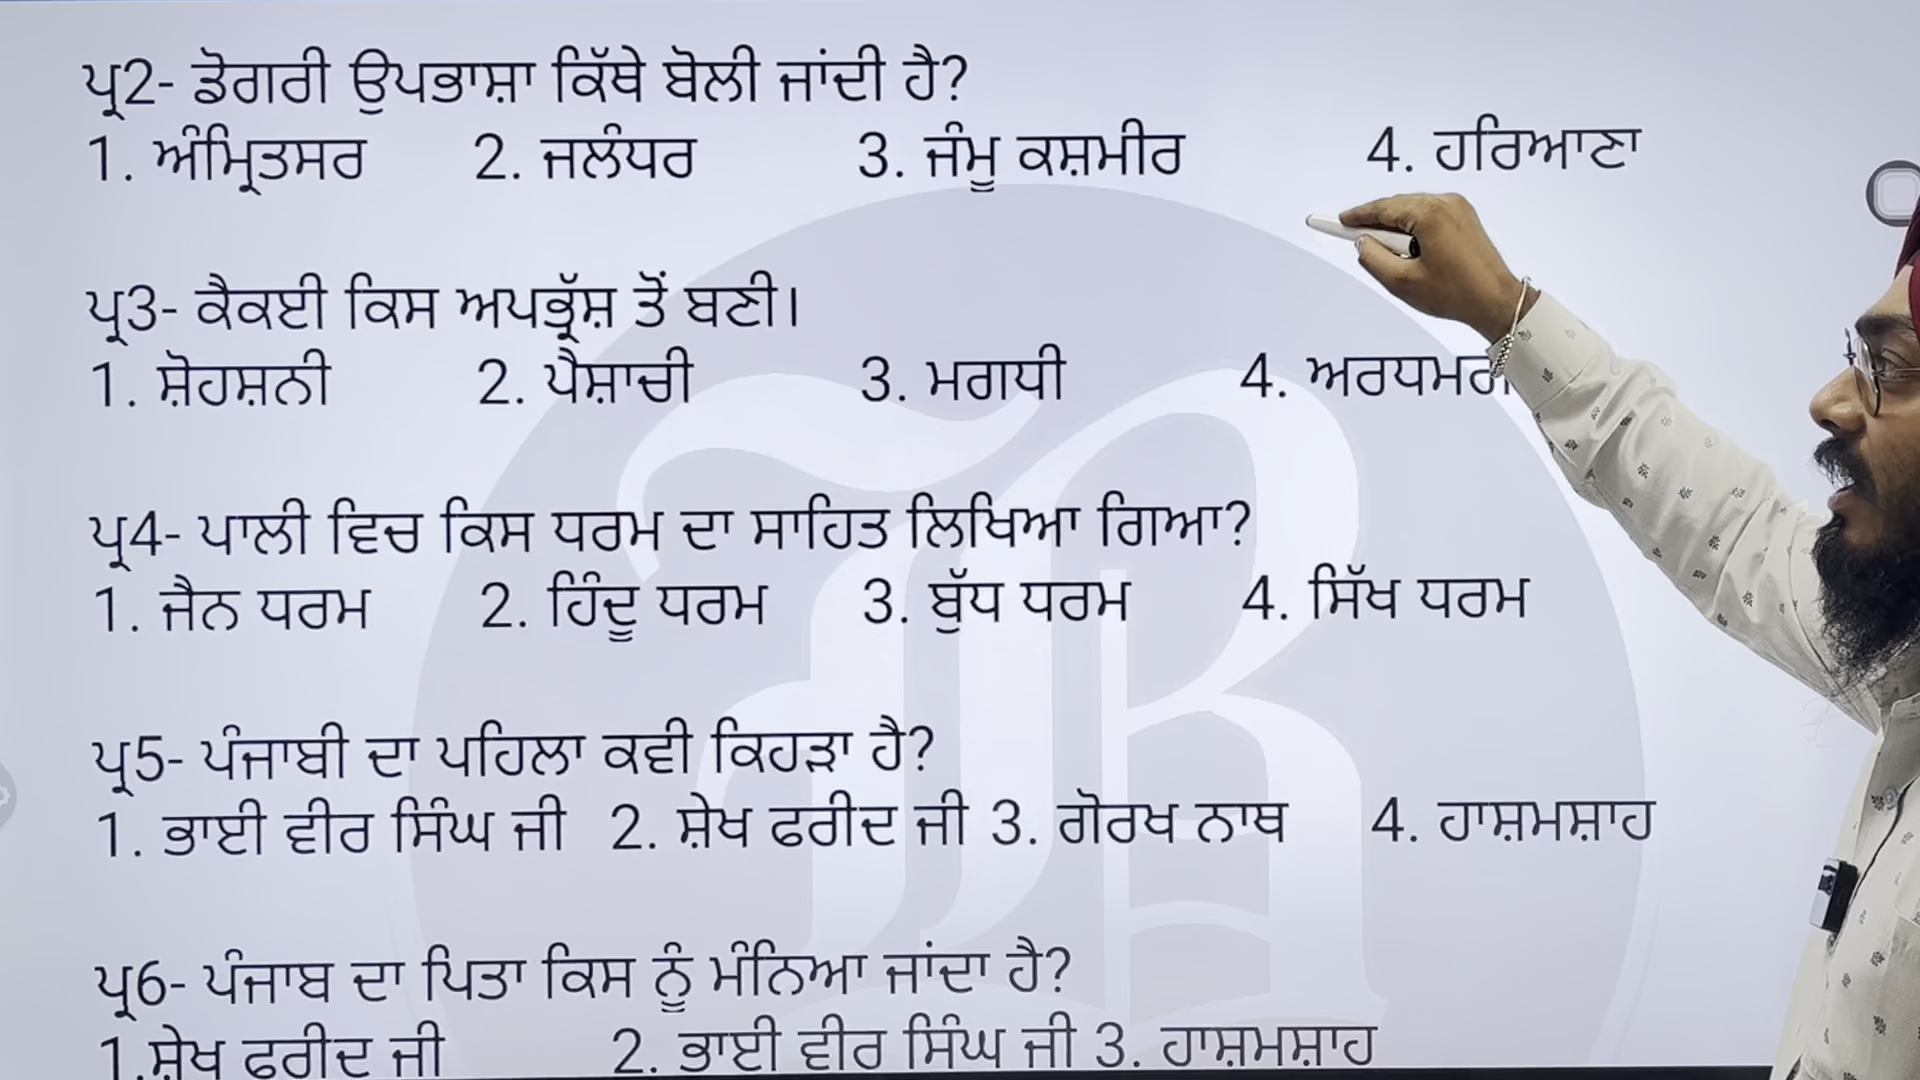 ਪ੍ਰ2- ਡੋਗਰੀ ਉਪਭਾਸ਼ਾ ਕਿੱਥੇ ਬੋਲੀ ਜਾਂਦੀ ਹੈ?
1. ਅੰਮ੍ਰਿਤਸਰ 2. ਜਲੰਧਰ 3. ਜੰਮੂ ਕਸ਼ਮੀਰ 4. ਹਰਿਆਣਾ
ਪ੍ਰ3- ਕੈਕਈ ਕਿਸ ਅਪਭ੍ਰੱਸ਼ ਤੋਂ ਬਣੀ।
1. ਸ਼ੋਹਸ਼ਨੀ 2. ਪੈਸ਼ਾਚੀ 3. ਮਗਧੀ 4.
ਪ੍ਰ4- ਪਾਲੀ ਵਿਚ ਕਿਸ ਧਰਮ ਦਾ ਸਾਹਿਤ ਲਿਖਿਆ ਗਿਆ?
1. ਜੈਨ ਧਰਮ 2. ਹਿੰਦੂ ਧਰਮ 3. ਬੁੱਧ ਧਰਮ 4. ਸਿੱਖ ਧਰਮ
ਪ੍ਰ5- ਪੰਜਾਬੀ ਦਾ ਪਹਿਲਾ ਕਵੀ ਕਿਹੜਾ ਹੈ?
1. ਭਾਈ ਵੀਰ ਸਿੰਘ ਜੀ 2. ਸ਼ੇਖ ਫਰੀਦ ਜੀ 3. ਗੋਰਖ ਨਾਥ 4. ਹਾਸ਼ਮਸ਼ਾਹ
ਪ੍ਰ6- ਪੰਜਾਬ ਦਾ ਪਿਤਾ ਕਿਸ ਨੂੰ ਮੰਨਿਆ ਜਾਂਦਾ ਹੈ?
1.ਸ਼ੇਖ ਫਰੀਦ ਜੀ 2. ਭਾਈ ਵੀਰ ਸਿੰਘ ਜੀ 3. ਹਾਸ਼ਮਸ਼ਾਹ